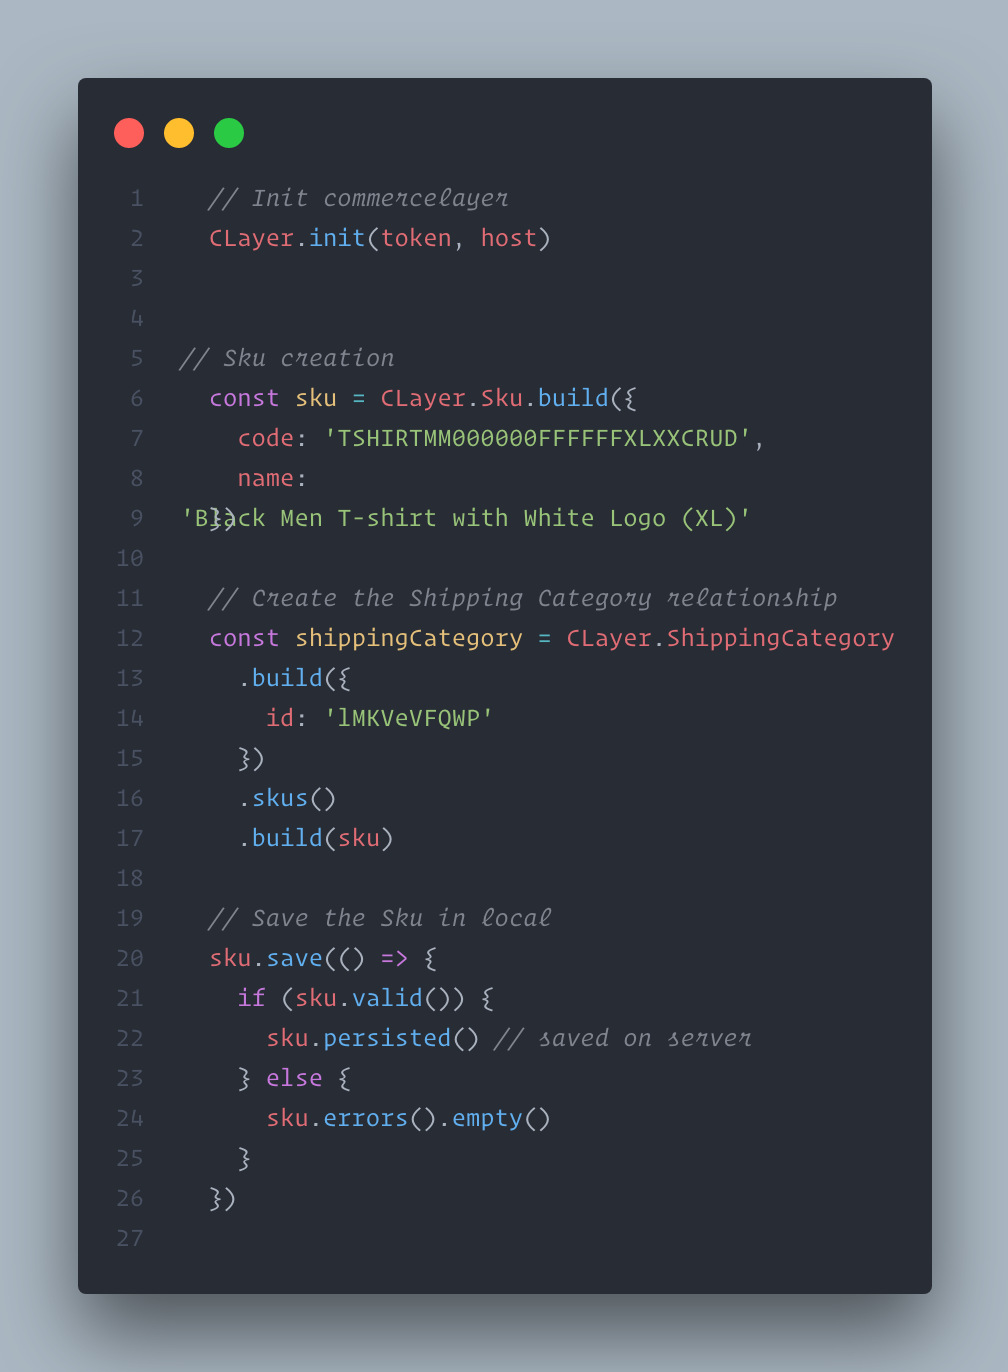 1 // Init commercelayer
2 CLayer.init(token, host)
3
4
5 // Sku creation
6 const sku = CLayer.Sku.build({
7 code: 'TSHIRTMM000000FFFFFFXLXXCRUD',
8 name:
'Black Men T-shirt with White Logo (XL)'
9 })
10
11 // Create the Shipping Category relationship
12 const shippingCategory = CLayer.ShippingCategory
13 .build({
14 id: 'lMKVeVFQWP'
15 })
16 .skus()
17 .build(sku)
18
19 // Save the Sku in local
20 sku.save(() => {
21 if (sku.valid()) {
22 sku.persisted() // saved on server
23 } else {
24 sku.errors().empty()
25 }
26 })
27